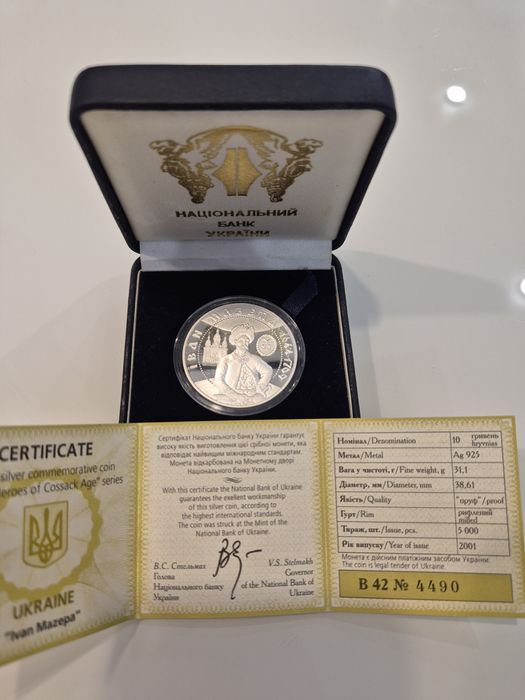 НАЦІОНАЛЬНИЙ
БАНК
УКРАЇНИ
ІВАН МАЗЕПА
CERTIFICATE
silver commemorative coin
"Heroes of Cossack Age" series
UKRAINE
"Ivan Mazepa"
Сертифікат Національного банку України гарантує
високу якість виготовлення цієї срібної монети, яка
відповідає найвищим міжнародним стандартам.
Монета відкарбована на Монетному дворі
Національного банку України.
With this certificate the National Bank of Ukraine
guarantees the exellent workmanship
of this silver coin, according to
the highest international standards.
The coin was struck at the Mint of the
National Bank of Ukraine.
В.С. Стельмах
Голова
Національного банку
України
V.S. Stelmakh
Governor
of the National Bank of
Ukraine
Номінал/Denomination 10 гривень
hryvnias
Метал/Metal Ag 925
Вага у чистоті, г/Fine weight, g 31,1
Діаметр, мм/Diameter, mm 38,61
Якість/Quality "пруф"/proof
Гурт/Rim рифлений
milled
Тираж, шт./Issue, pcs. 5 000
Рік випуску/Year of issue 2001
Монета є дійсним платіжним засобом України.
The coin is legal tender of Ukraine.
В 42 № 4490